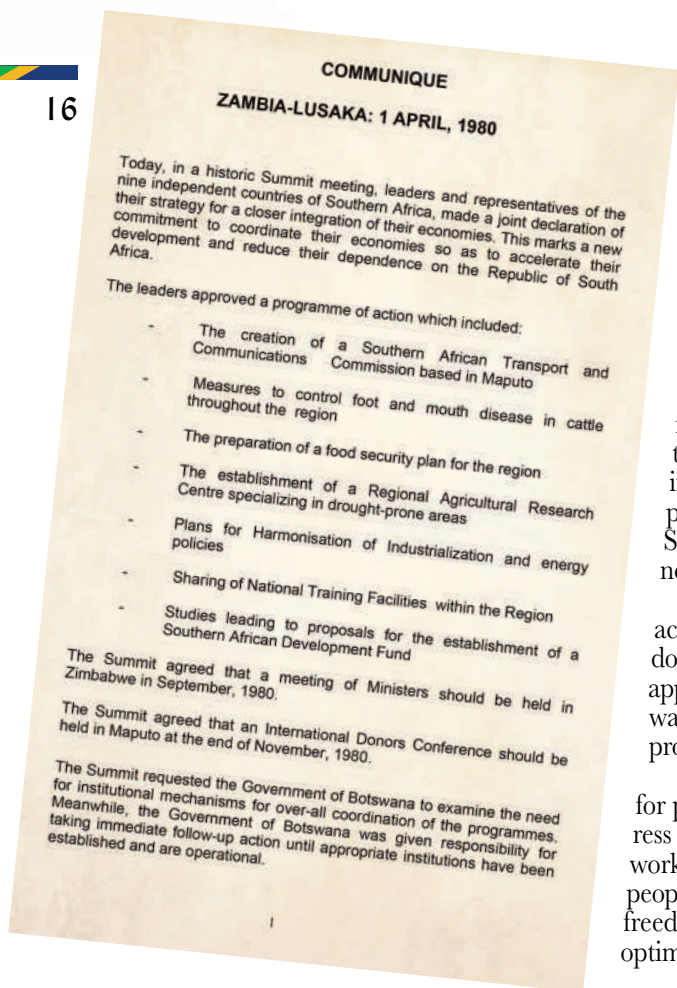 16
COMMUNIQUE
ZAMBIA-LUSAKA: 1 APRIL, 1980
Today, in a historic Summit meeting, leaders and representatives of the
nine independent countries of Southern Africa, made a joint declaration of
their strategy for a closer integration of their economies. This marks a new
commitment to coordinate their economies so as to accelerate their
development and reduce their dependence on the Republic of South
Africa.
The leaders approved a programme of action which included:
- The creation of a Southern African Transport and
Communications Commission based in Maputo
- Measures to control foot and mouth disease in cattle
throughout the region
- The preparation of a food security plan for the region
- The establishment of a Regional Agricultural Research
Centre specializing in drought-prone areas
- Plans for Harmonisation of Industrialization and energy
policies
- Sharing of National Training Facilities within the Region
- Studies leading to proposals for the establishment of a
Southern African Development Fund
The Summit agreed that a meeting of Ministers should be held in
Zimbabwe in September, 1980.
The Summit agreed that an International Donors Conference should be
held in Maputo at the end of November, 1980.
The Summit requested the Government of Botswana to examine the need
for institutional mechanisms for over-all coordination of the programmes.
Meanwhile, the Government of Botswana was given responsibility for
taking immediate follow-up action until appropriate institutions have been
established and are operational.
1
for
ress
work